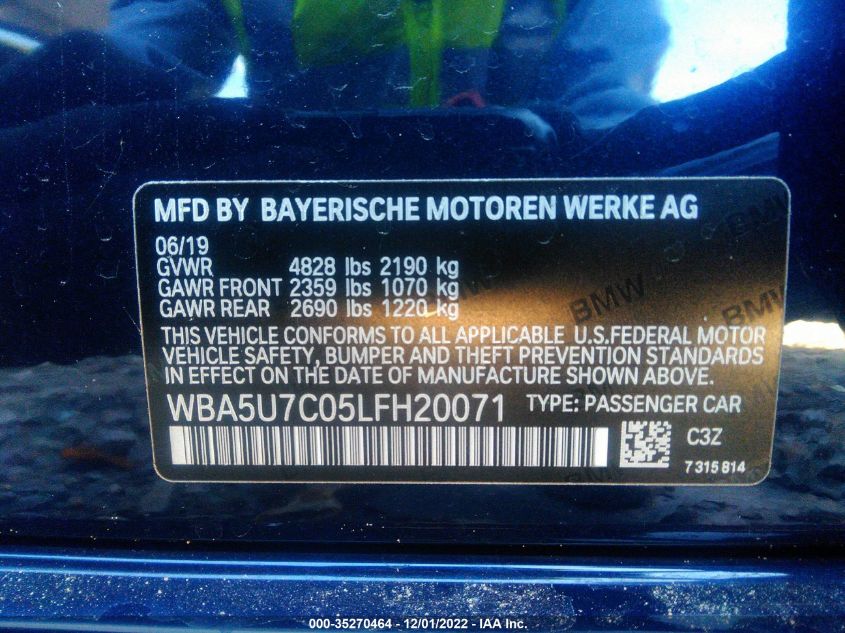 MFD BY BAYERISCHE MOTOREN WERKE AG
06/19
GVWR 4828 lbs 2190 kg
GAWR FRONT 2359 lbs 1070 kg
GAWR REAR 2690 lbs 1220 kg
THIS VEHICLE CONFORMS TO ALL APPLICABLE U.S.FEDERAL MOTOR
VEHICLE SAFETY, BUMPER AND THEFT PREVENTION STANDARDS
IN EFFECT ON THE DATE OF MANUFACTURE SHOWN ABOVE.
WBA5U7C05LFH20071 TYPE: PASSENGER CAR
C3Z
7315814
BMW
BMW
000-35270464 - 12/01/2022 - IAA Inc.